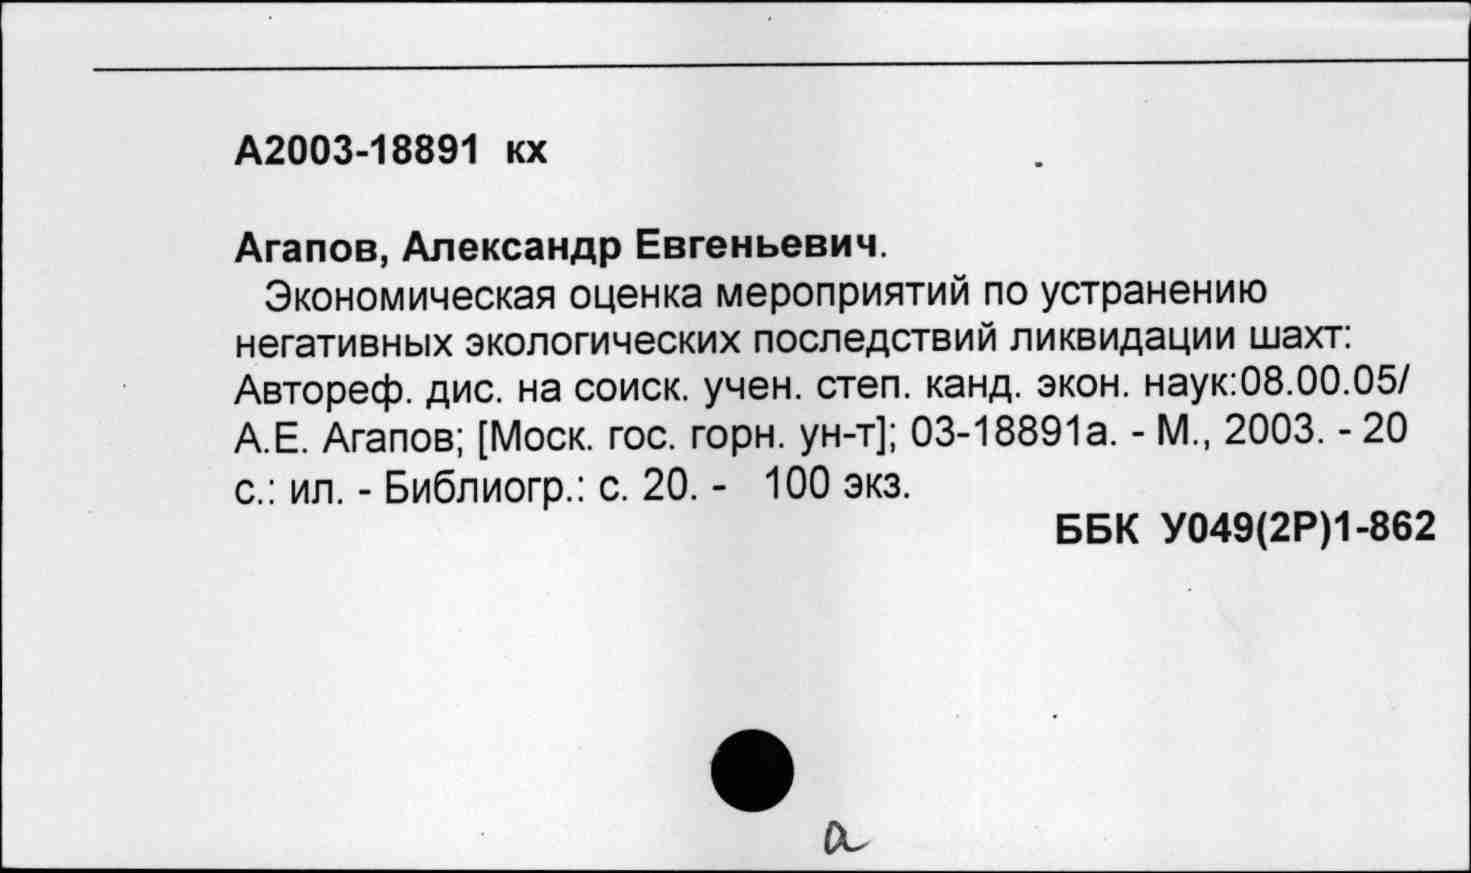 А2003-18891 кх
Агапов, Александр Евгеньевич.
Экономическая оценка мероприятий по устранению
негативных экологических последствий ликвидации шахт:
Автореф. дис. на соиск. учен. степ. канд. экон. наук:08.00.05/
А.Е. Агапов; [Моск. гос. горн. ун-т]; 03-18891а. - М., 2003. - 20
с.: ил. - Библиогр.: с. 20. - 100 экз.
ББК У049(2Р)1-862
а